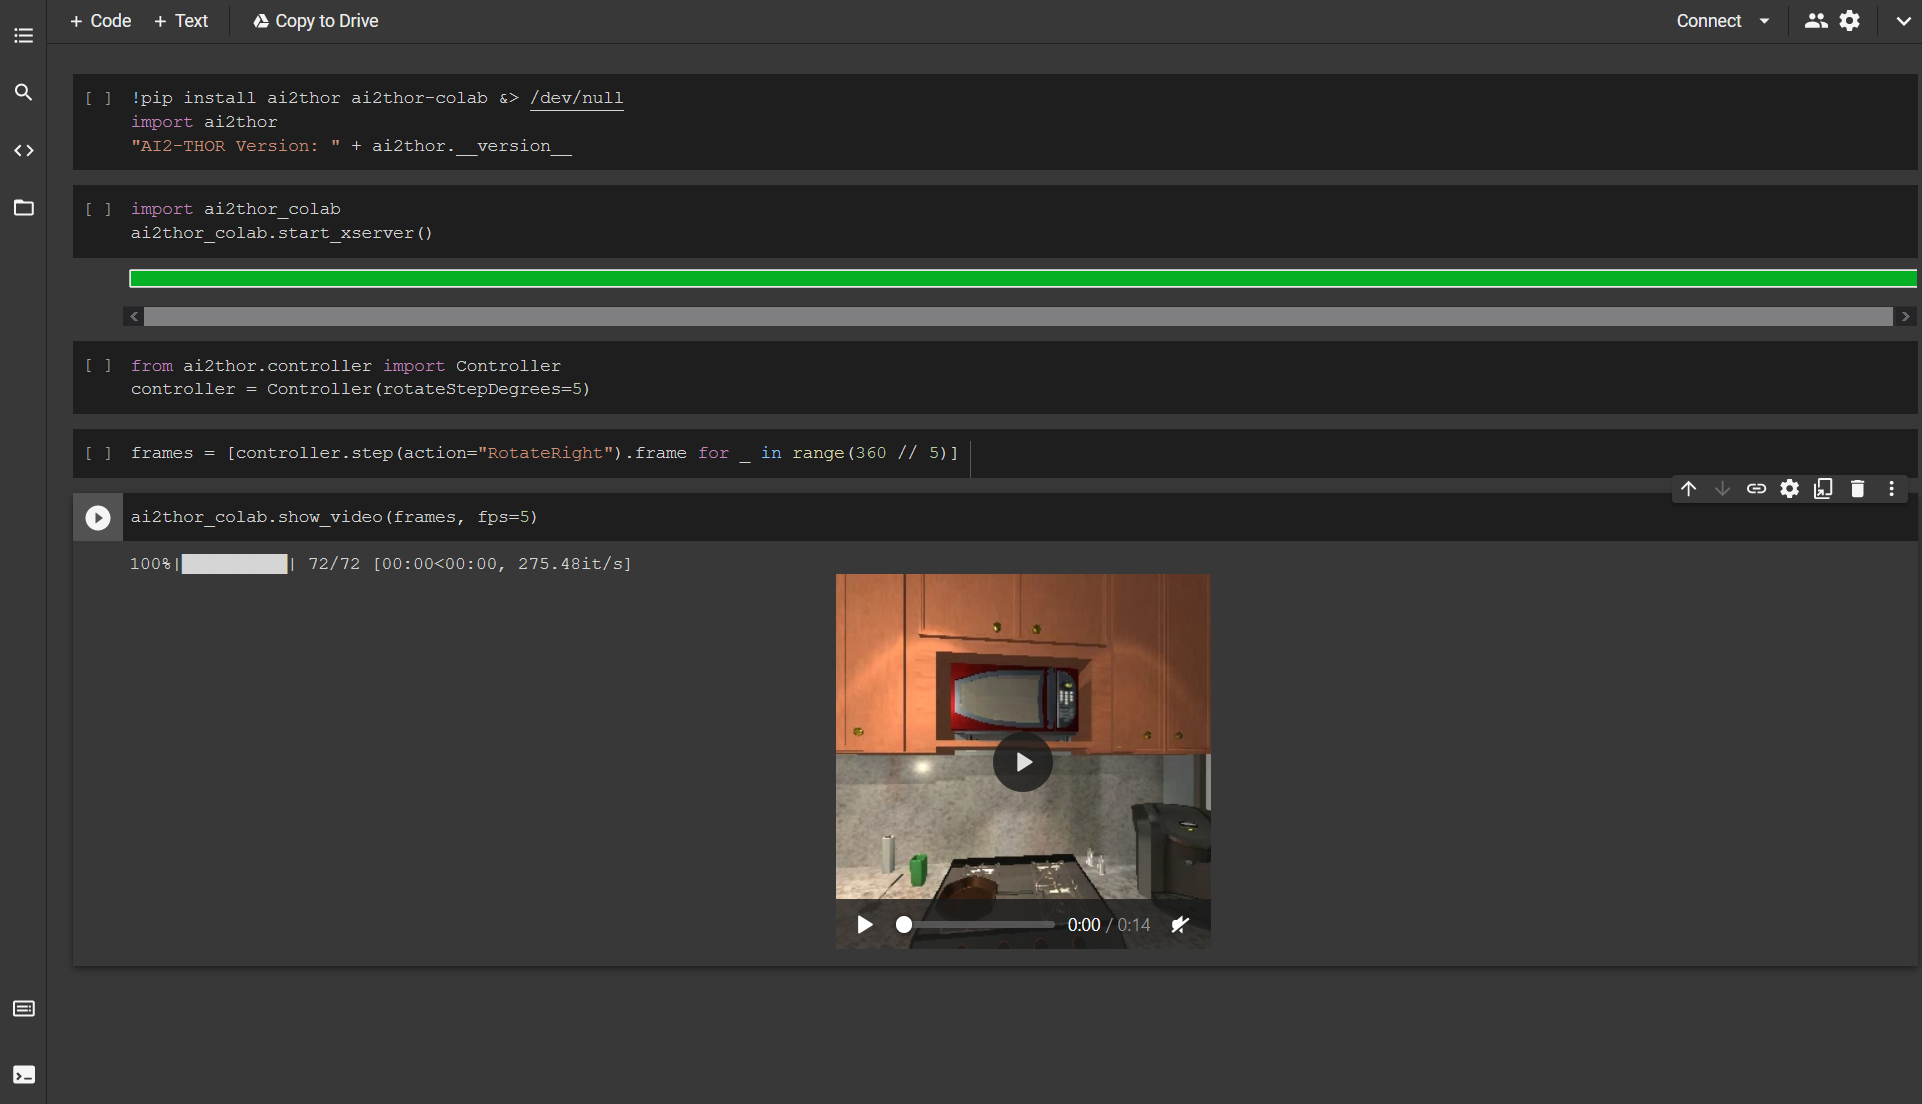 + Code + Text Copy to Drive Connect
[ ] !pip install ai2thor ai2thor-colab &> /dev/null
import ai2thor
"AI2-THOR Version: " + ai2thor.__version__
[ ] import ai2thor_colab
ai2thor_colab.start_xserver()
[ ] from ai2thor.controller import Controller
controller = Controller(rotateStepDegrees=5)
[ ] frames = [controller.step(action="RotateRight").frame for _ in range(360 // 5)]
ai2thor_colab.show_video(frames, fps=5)
100%|██████████| 72/72 [00:00<00:00, 275.48it/s]
0:00 / 0:14